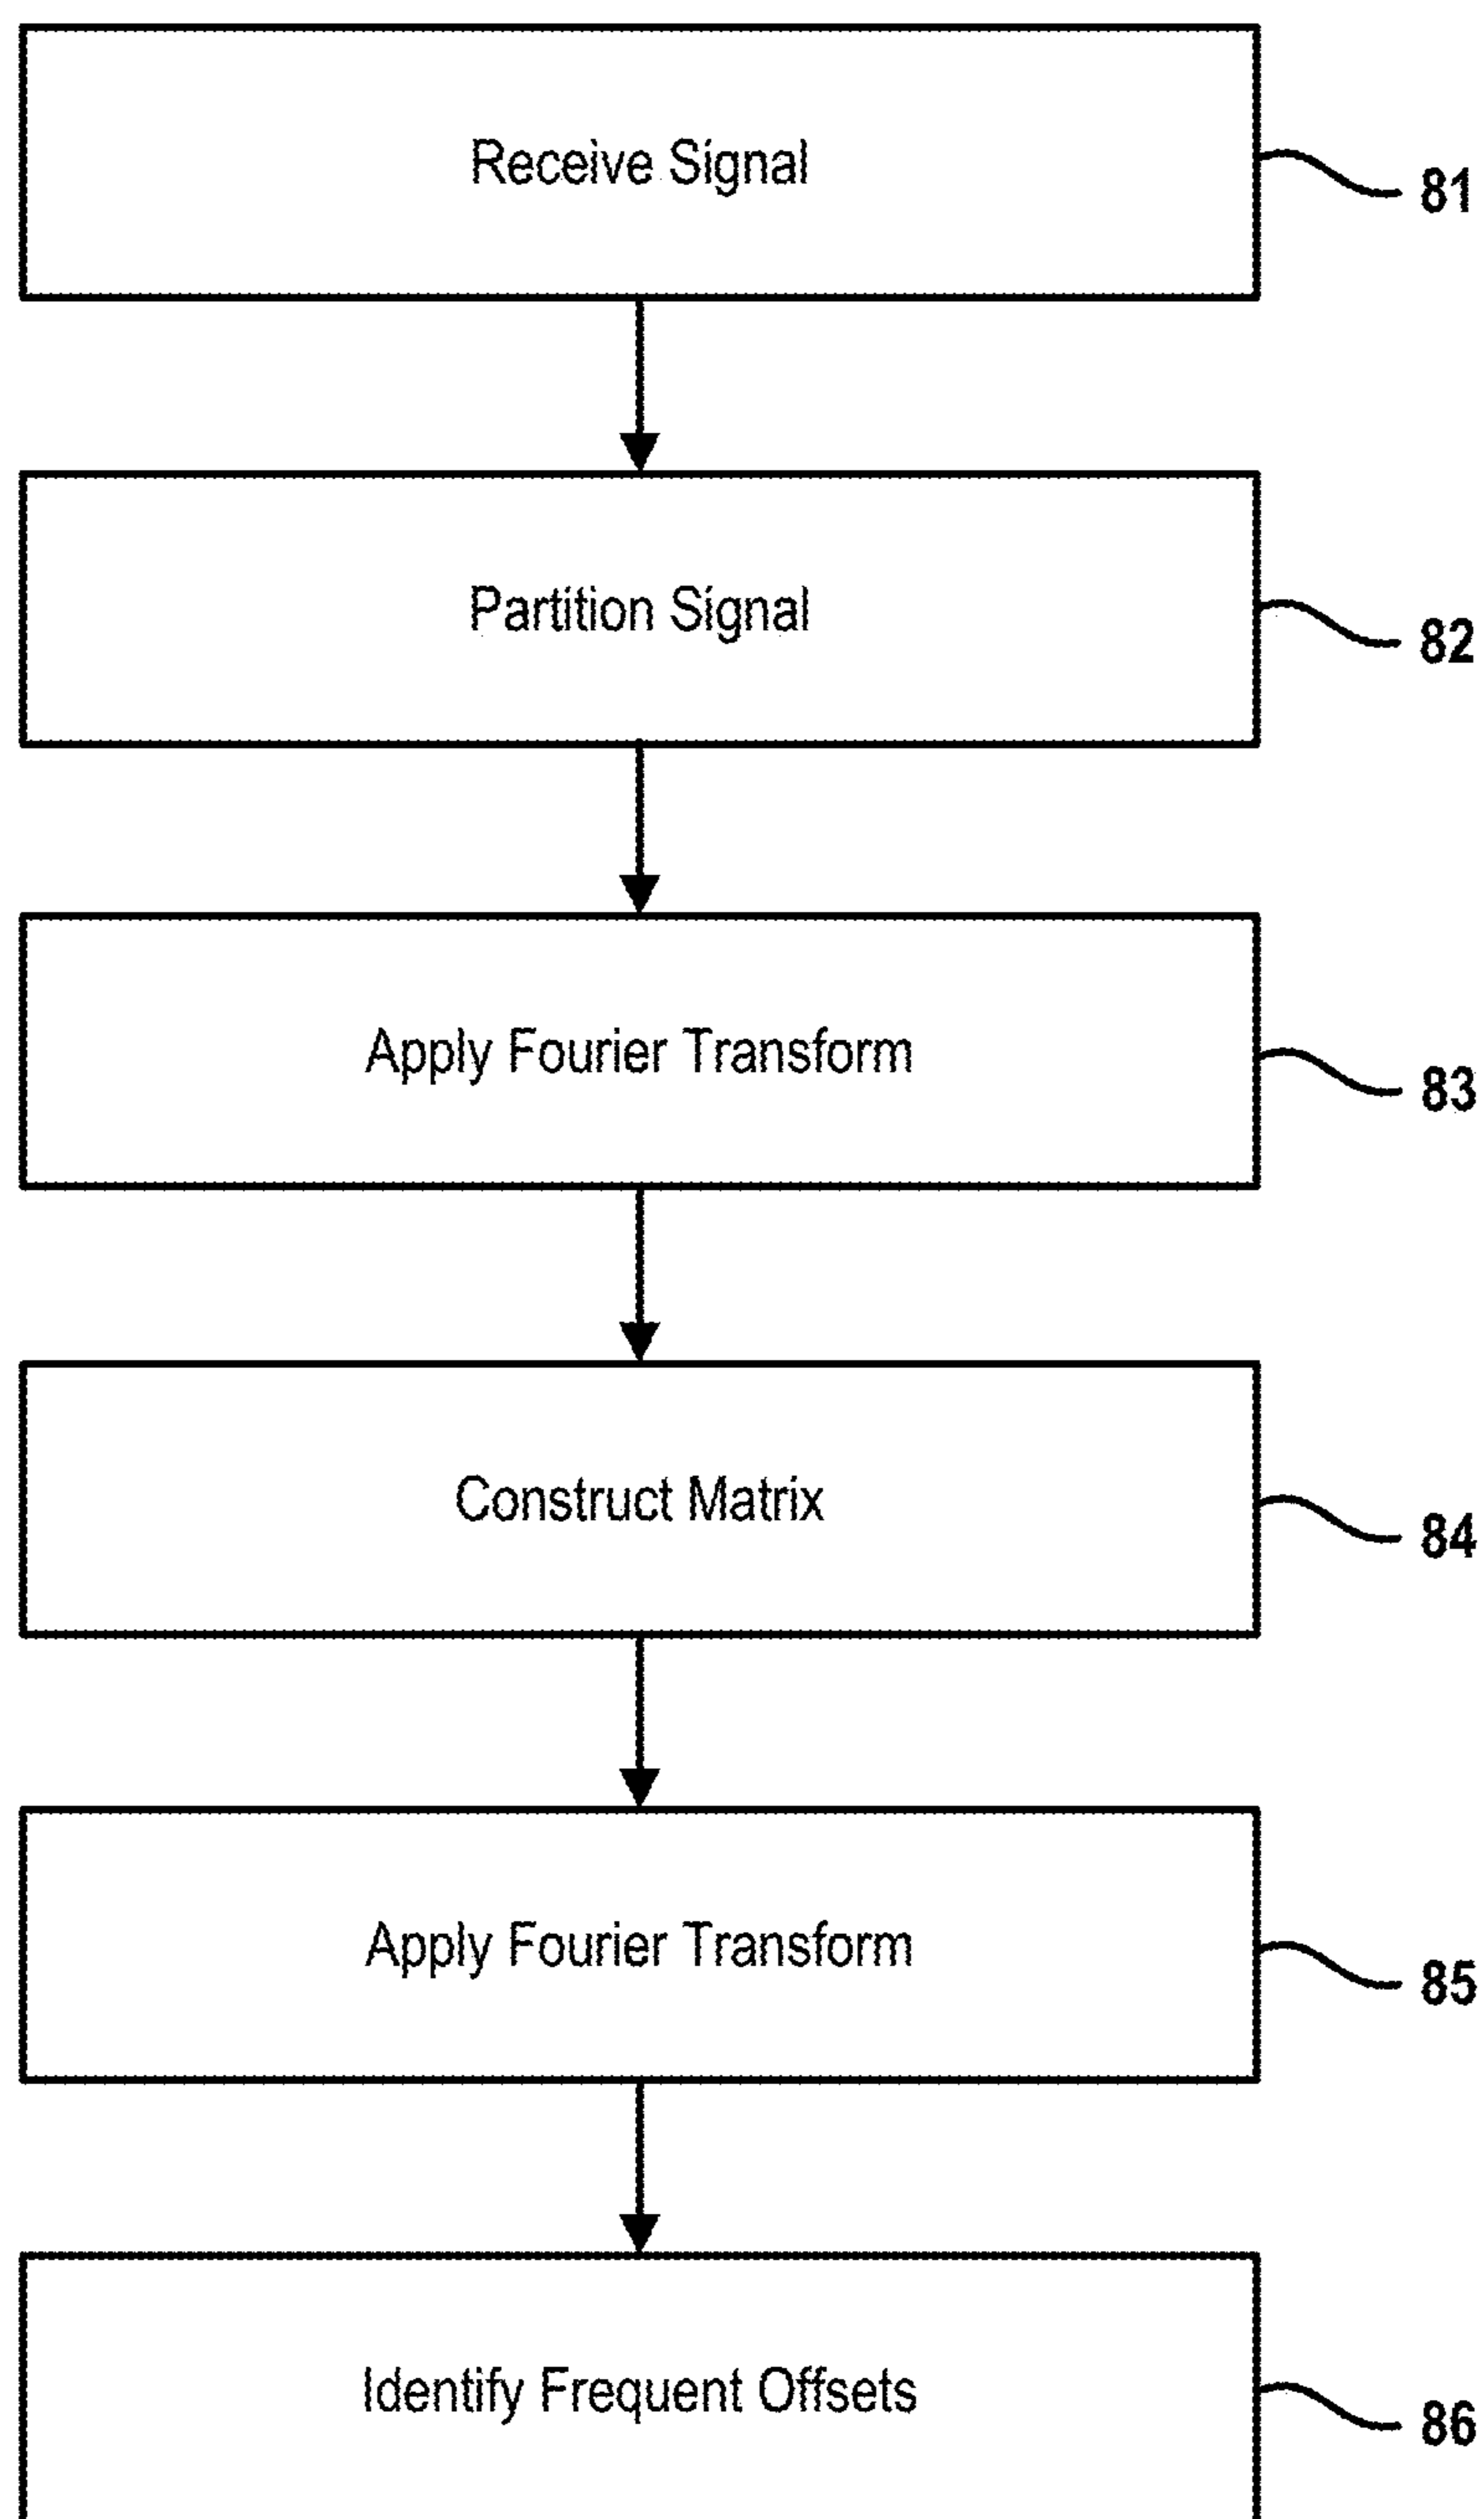 Receive Signal
81
Partition Signal
82
Apply Fourier Transform
83
Construct Matrix
84
Apply Fourier Transform
85
Identify Frequent Offsets
86